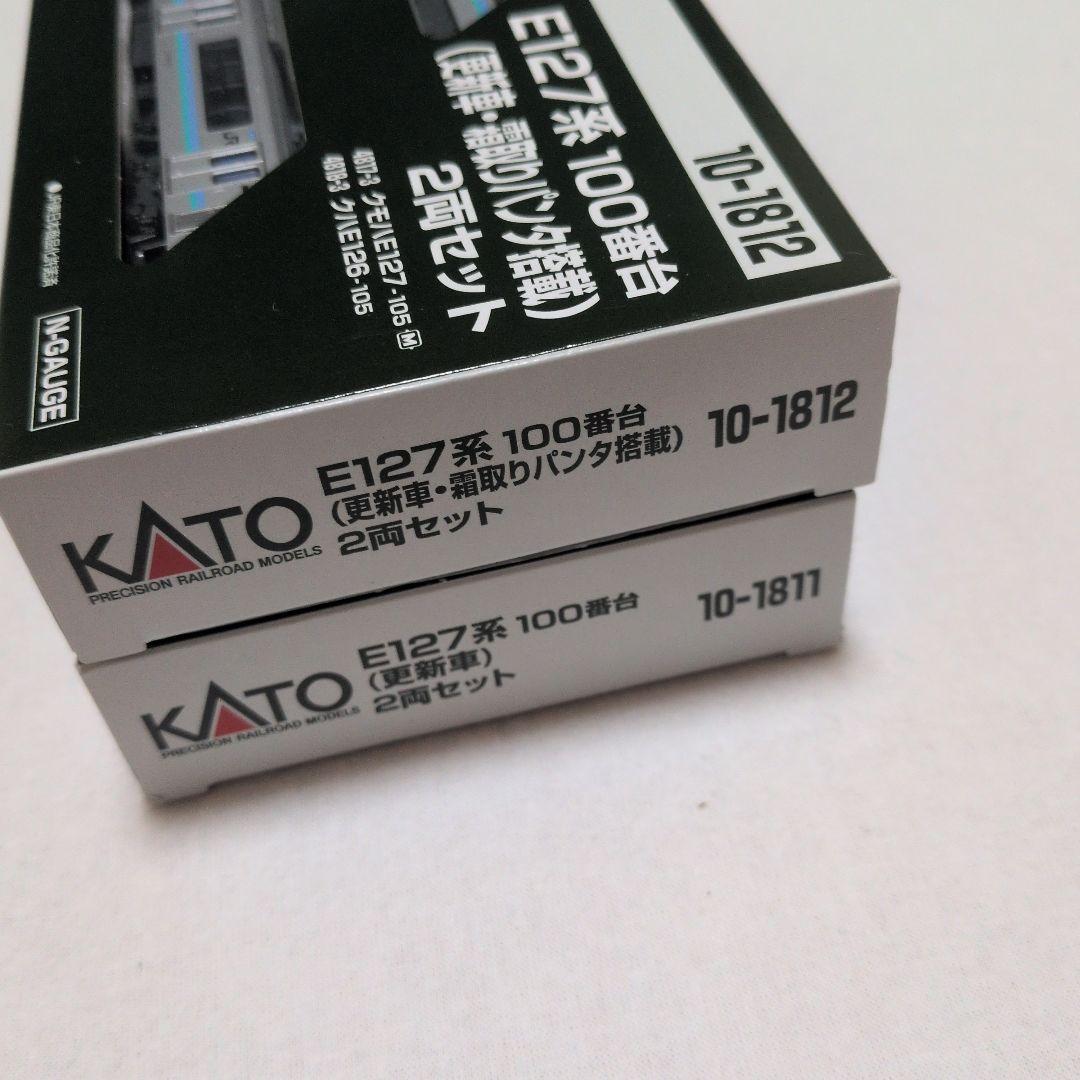 10-1812
E127系 100番台
(更新車・霜取りパンタ搭載)
2両セット
4817-3 クモハE127-105 M
4818-3 クハE126-105
JR
N-GAUGE
KATO
PRECISION RAILROAD MODELS
E127系 100番台
(更新車・霜取りパンタ搭載)
2両セット
10-1812
KATO
PRECISION RAILROAD MODELS
E127系 100番台
(更新車)
2両セット
10-1811